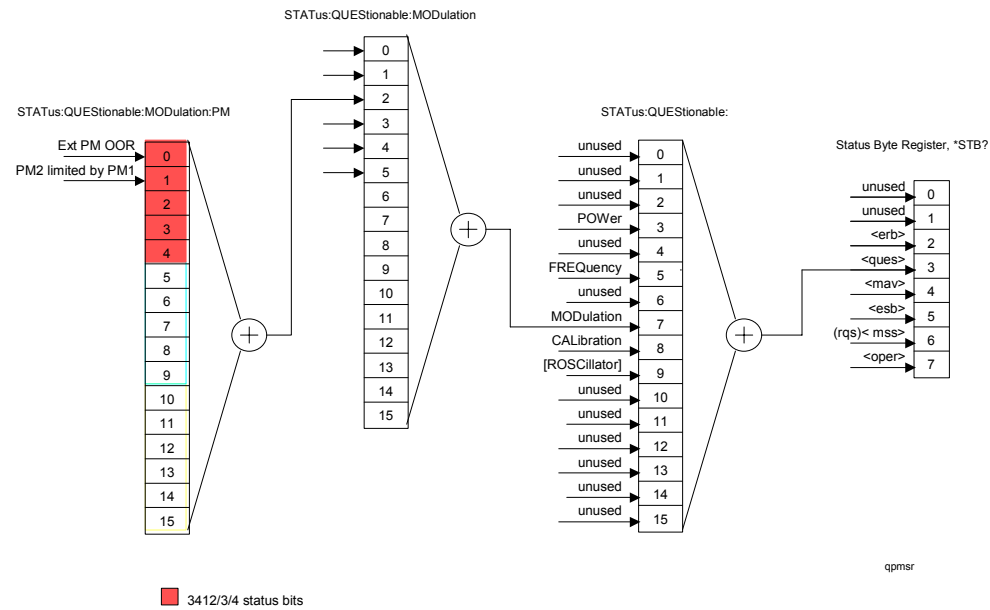 STATus:QUEStionable:MODulation
0
1
2
3
4
5
6
7
8
9
10
11
12
13
14
15
STATus:QUEStionable:MODulation:PM
Ext PM OOR
PM2 limited by PM1
0
1
2
3
4
5
6
7
8
9
10
11
12
13
14
15
STATus:QUEStionable:
unused 0
unused 1
unused 2
POWer 3
unused 4
FREQuency 5
unused 6
MODulation 7
CALibration 8
[ROSCillator] 9
unused 10
unused 11
unused 12
unused 13
unused 14
unused 15
Status Byte Register, *STB?
unused 0
unused 1
<erb> 2
<ques> 3
<mav> 4
<esb> 5
(rqs)< mss> 6
<oper> 7
qpmsr
3412/3/4 status bits